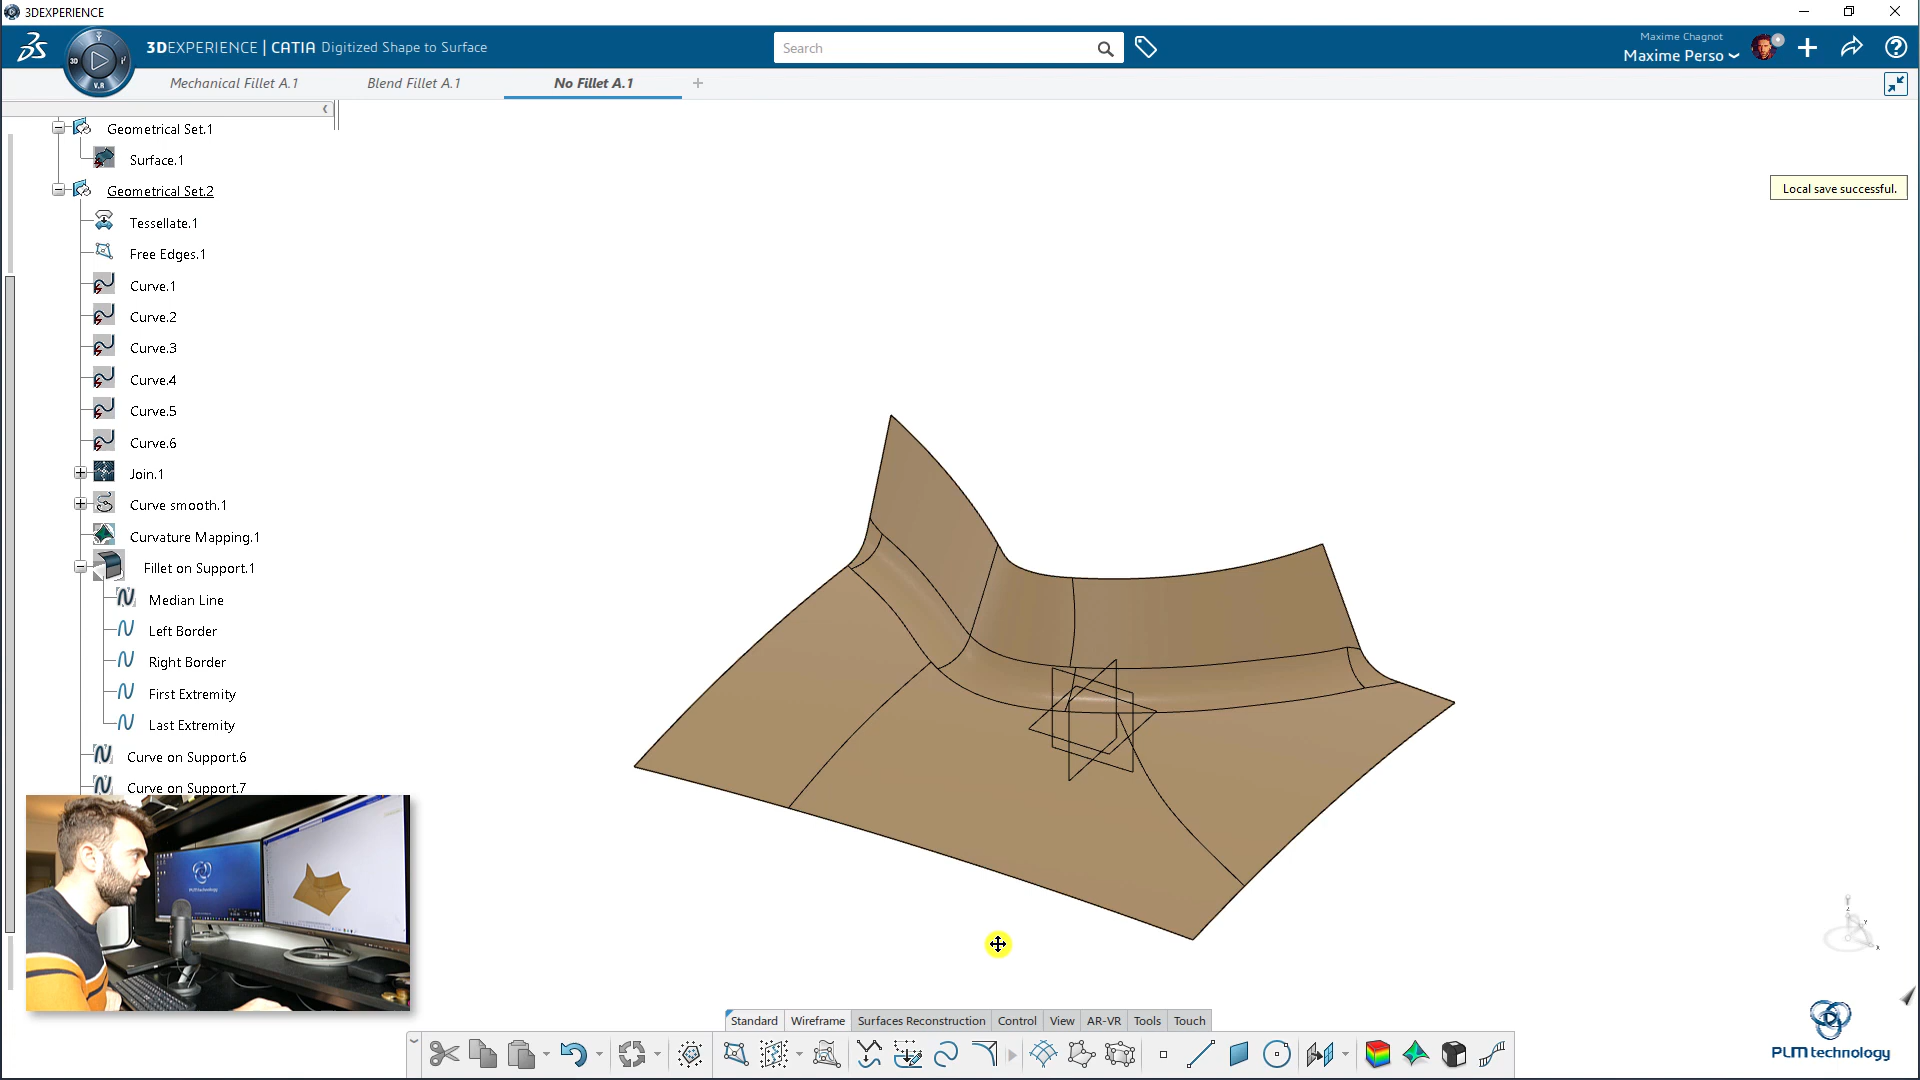 3DEXPERIENCE
3DEXPERIENCE | CATIA Digitized Shape to Surface
3D
V.R
Search
Maxime Chagnot
Maxime Perso
Mechanical Fillet A.1
Blend Fillet A.1
No Fillet A.1
Geometrical Set.1
Surface.1
Local save successful.
Geometrical Set.2
Tessellate.1
Free Edges.1
Curve.1
Curve.2
Curve.3
Curve.4
Curve.5
Curve.6
Join.1
Curve smooth.1
Curvature Mapping.1
Fillet on Support.1
Median Line
Left Border
Right Border
First Extremity
Last Extremity
Curve on Support.6
Curve on Support.7
PLMtechnology
z
y
x
Standard
Wireframe
Surfaces Reconstruction
Control
View
AR-VR
Tools
Touch
PLMtechnology